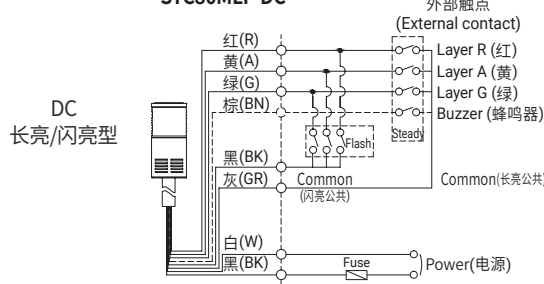 外部触点
(External contact)
红(R)
Layer R (红)
黄(A)
Layer A (黄)
绿(G)
Layer G (绿)
棕(BN)
Buzzer (蜂鸣器)
DC
长亮/闪亮型
Steady
Flash
黑(BK)
灰(GR)
Common
(闪亮公共)
Common(长亮公共)
白(W)
黑(BK)
Fuse
Power(电源)